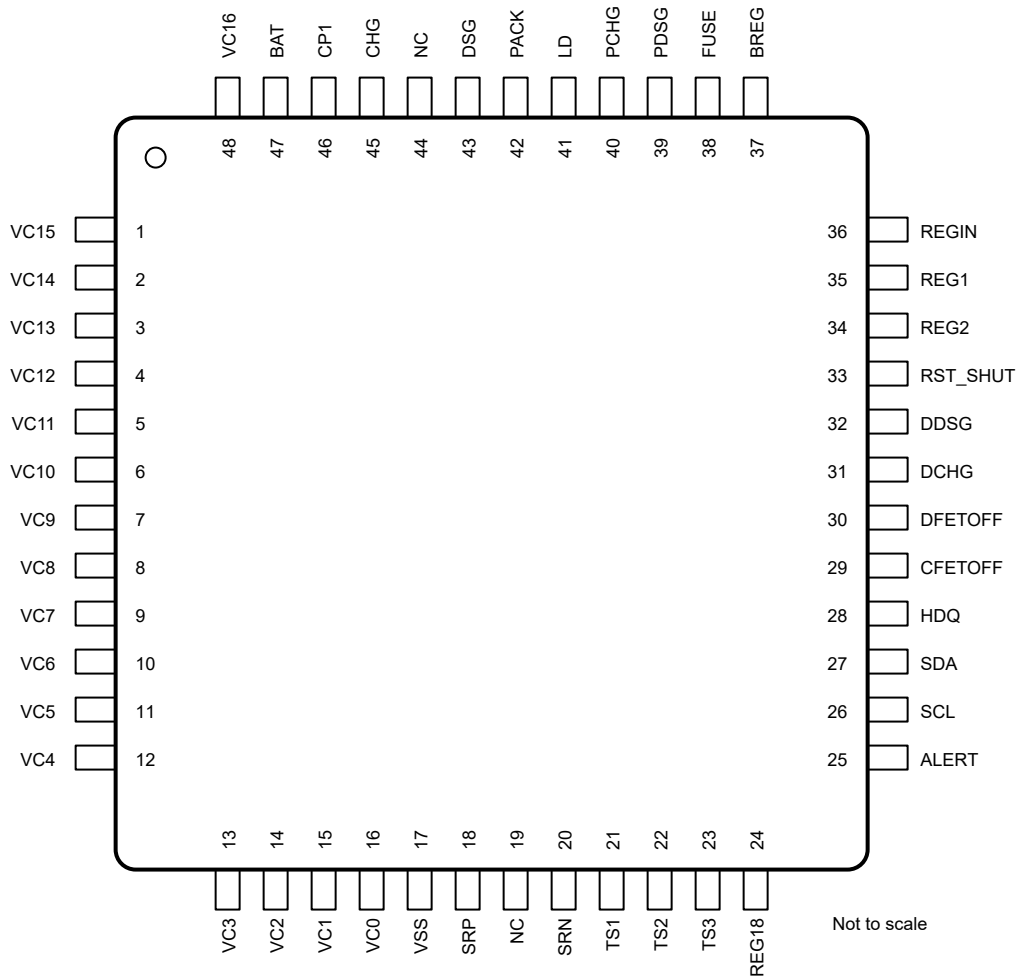 VC16 BAT CP1 CHG NC DSG PACK LD PCHG PDSG FUSE BREG
48 47 46 45 44 43 42 41 40 39 38 37
VC15 1 36 REGIN
VC14 2 35 REG1
VC13 3 34 REG2
VC12 4 33 RST_SHUT
VC11 5 32 DDSG
VC10 6 31 DCHG
VC9 7 30 DFETOFF
VC8 8 29 CFETOFF
VC7 9 28 HDQ
VC6 10 27 SDA
VC5 11 26 SCL
VC4 12 25 ALERT
13 14 15 16 17 18 19 20 21 22 23 24
VC3 VC2 VC1 VC0 VSS SRP NC SRN TS1 TS2 TS3 REG18
Not to scale